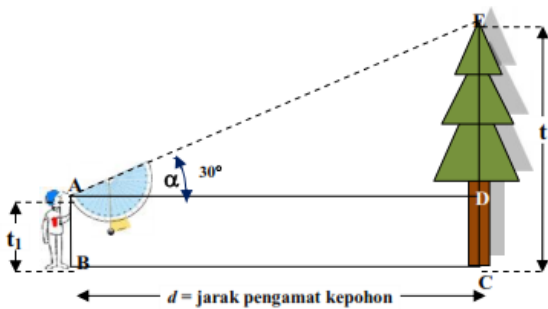 E
t
30°
α
A
D
t₁
B
C
d = jarak pengamat kepohon